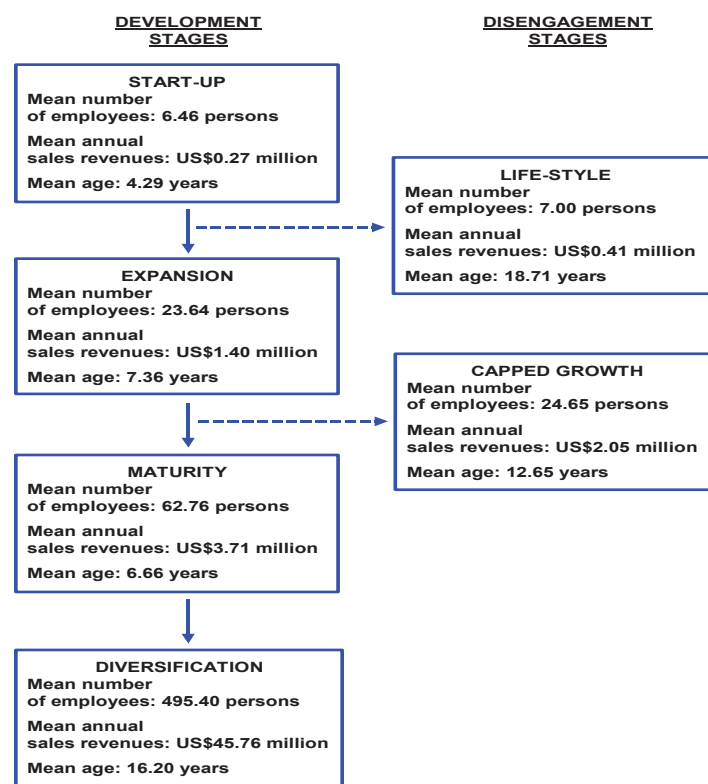 DEVELOPMENT
STAGES
START-UP
Mean number
of employees: 6.46 persons
Mean annual
sales revenues: US$0.27 million
Mean age: 4.29 years
EXPANSION
Mean number
of employees: 23.64 persons
Mean annual
sales revenues: US$1.40 million
Mean age: 7.36 years
MATURITY
Mean number
of employees: 62.76 persons
Mean annual
sales revenues: US$3.71 million
Mean age: 6.66 years
DIVERSIFICATION
Mean number
of employees: 495.40 persons
Mean annual
sales revenues: US$45.76 million
Mean age: 16.20 years
DISENGAGEMENT
STAGES
LIFE-STYLE
Mean number
of employees: 7.00 persons
Mean annual
sales revenues: US$0.41 million
Mean age: 18.71 years
CAPPED GROWTH
Mean number
of employees: 24.65 persons
Mean annual
sales revenues: US$2.05 million
Mean age: 12.65 years